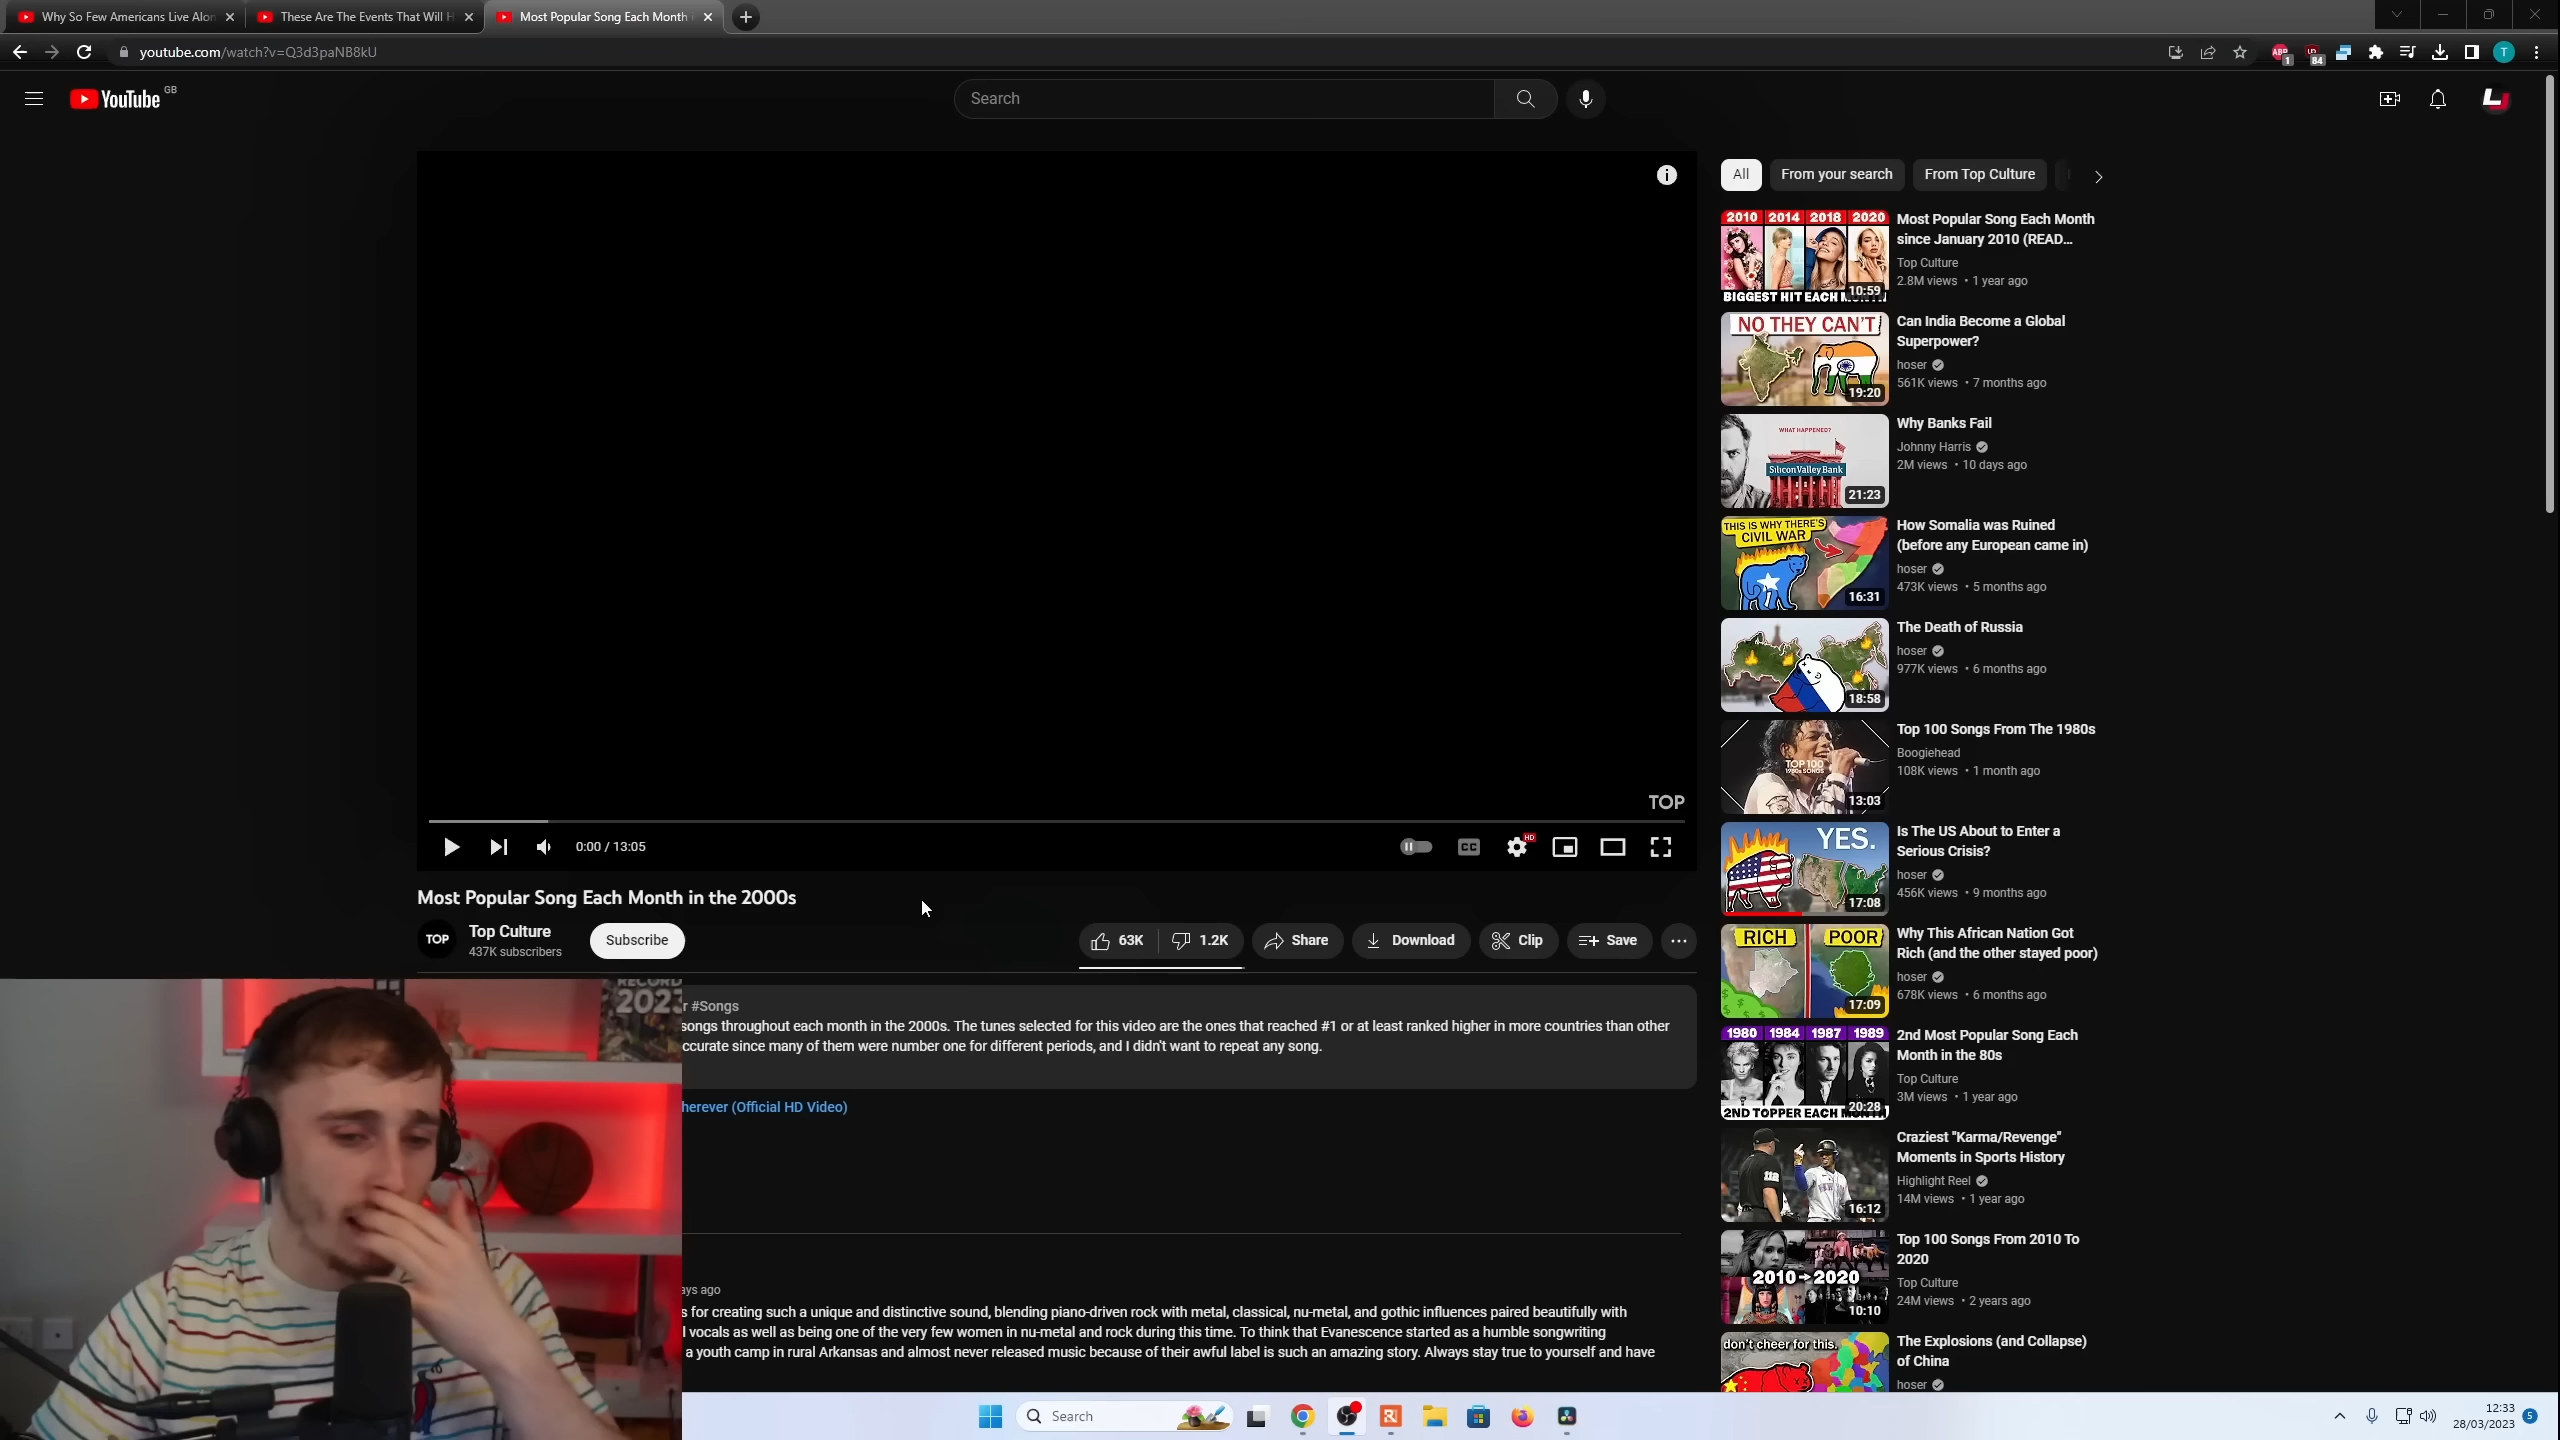 Why So Few Americans Live Alon
These Are The Events That Will H
Most Popular Song Each Month i
youtube.com/watch?v=Q3d3paNB8kU
ABP
1
84
T
YouTube GB
Search
All
From your search
From Top Culture
TOP
0:00 / 13:05
CC
HD
Most Popular Song Each Month in the 2000s
TOP
Top Culture
437K subscribers
Subscribe
63K
1.2K
Share
Download
Clip
Save
r #Songs
songs throughout each month in the 2000s. The tunes selected for this video are the ones that reached #1 or at least ranked higher in more countries than other
ccurate since many of them were number one for different periods, and I didn't want to repeat any song.
herever (Official HD Video)
ays ago
s for creating such a unique and distinctive sound, blending piano-driven rock with metal, classical, nu-metal, and gothic influences paired beautifully with
l vocals as well as being one of the very few women in nu-metal and rock during this time. To think that Evanescence started as a humble songwriting
a youth camp in rural Arkansas and almost never released music because of their awful label is such an amazing story. Always stay true to yourself and have
RECORD
2023
2010 2014 2018 2020
BIGGEST HIT EACH
10:59
Most Popular Song Each Month
since January 2010 (READ...
Top Culture
2.8M views • 1 year ago
NO THEY CAN'T
19:20
Can India Become a Global
Superpower?
hoser
561K views • 7 months ago
WHAT HAPPENED?
Silicon Valley Bank
21:23
Why Banks Fail
Johnny Harris
2M views • 10 days ago
THIS IS WHY THERE'S
CIVIL WAR
16:31
How Somalia was Ruined
(before any European came in)
hoser
473K views • 5 months ago
18:58
The Death of Russia
hoser
977K views • 6 months ago
TOP 100
1980s SONGS
13:03
Top 100 Songs From The 1980s
Boogiehead
108K views • 1 month ago
YES.
17:08
Is The US About to Enter a
Serious Crisis?
hoser
456K views • 9 months ago
RICH POOR
17:09
Why This African Nation Got
Rich (and the other stayed poor)
hoser
678K views • 6 months ago
1980 1984 1987 1989
2ND TOPPER EACH
20:28
2nd Most Popular Song Each
Month in the 80s
Top Culture
3M views • 1 year ago
112
16:12
Craziest "Karma/Revenge"
Moments in Sports History
Highlight Reel
14M views • 1 year ago
2010→2020
10:10
Top 100 Songs From 2010 To
2020
Top Culture
24M views • 2 years ago
don't cheer for this.
The Explosions (and Collapse)
of China
hoser
Search
12:33
28/03/2023
5